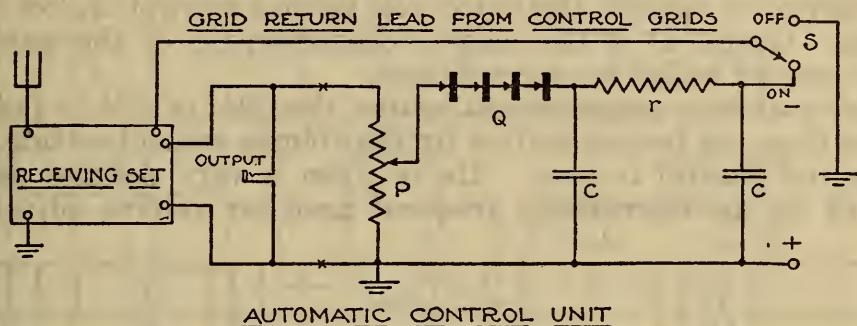 GRID RETURN LEAD FROM CONTROL GRIDS
OFF
S
ON
−
Q
r
RECEIVING SET
OUTPUT
P
C
C
+
−
AUTOMATIC CONTROL UNIT